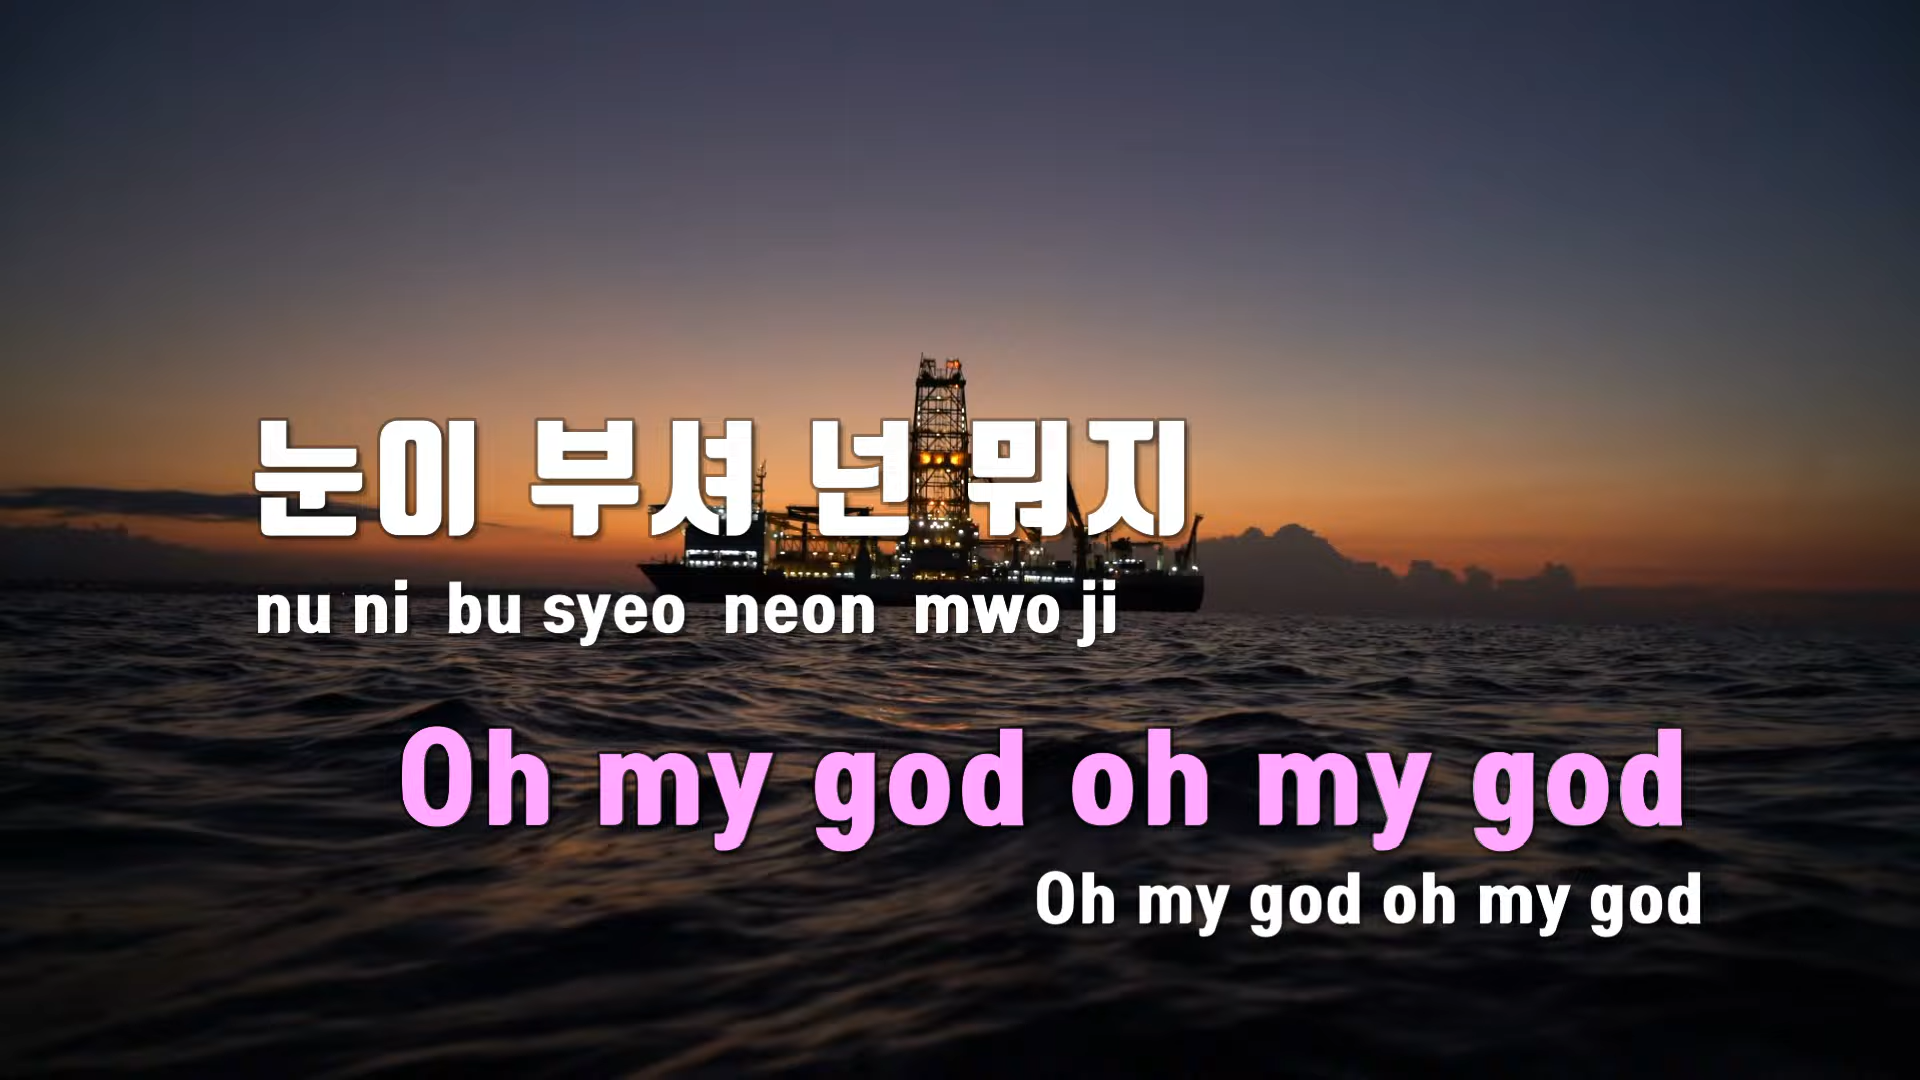 눈이 부셔 넌 뭐지
nu ni bu syeo neon mwo ji
Oh my god oh my god
Oh my god oh my god